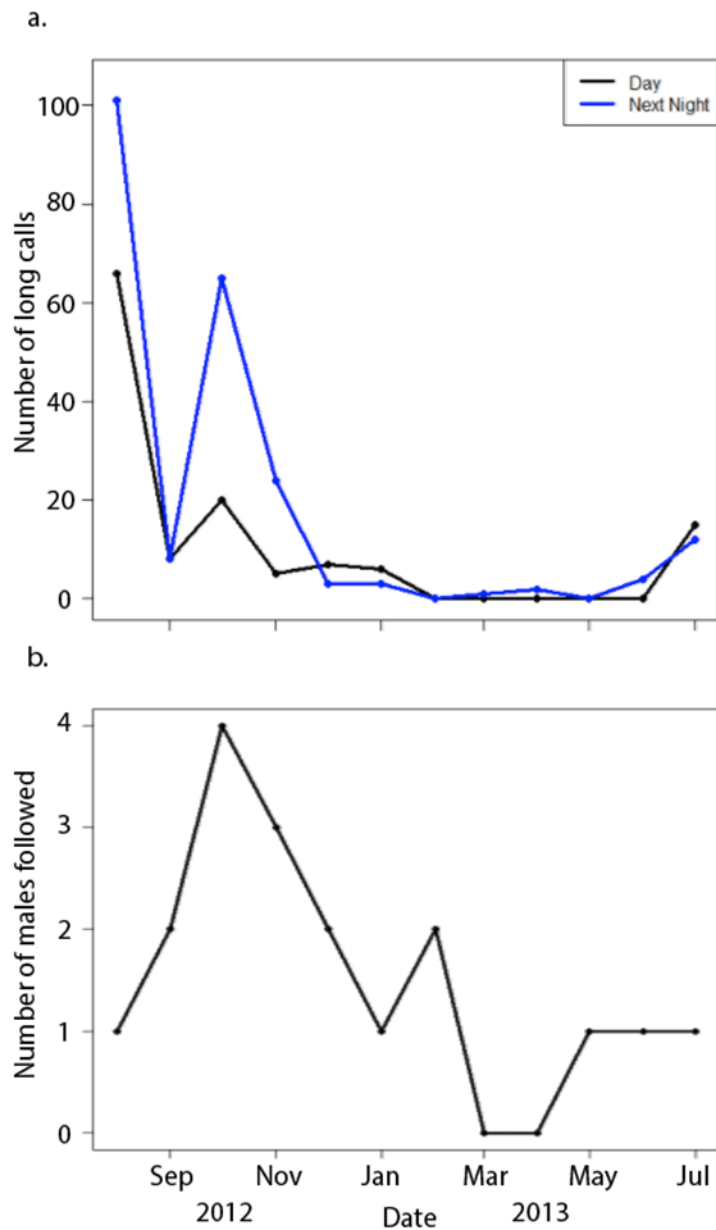 a.
Day
Next Night
Number of long calls
100
80
60
40
20
0
b.
Number of males followed
4
3
2
1
0
Sep Nov Jan Mar May Jul
2012 Date 2013